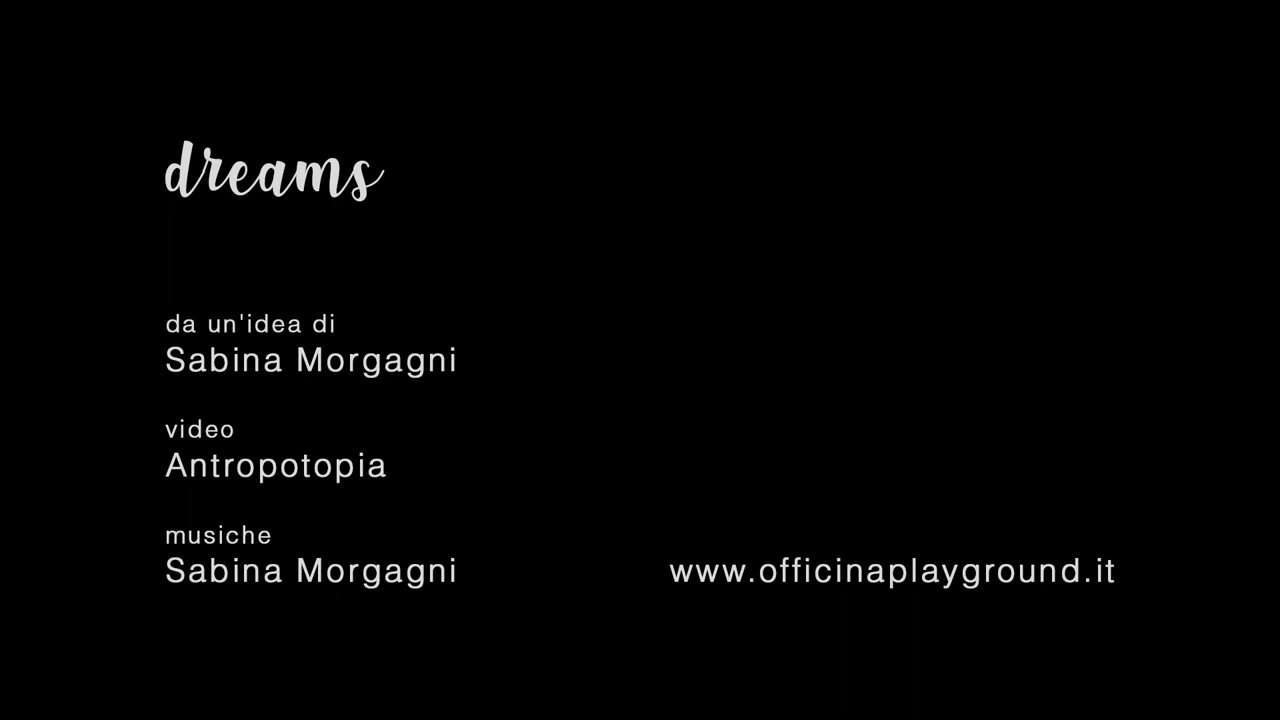 dreams
da un'idea di
Sabina Morgagni
video
Antropotopia
musiche
Sabina Morgagni
www.officinaplayground.it